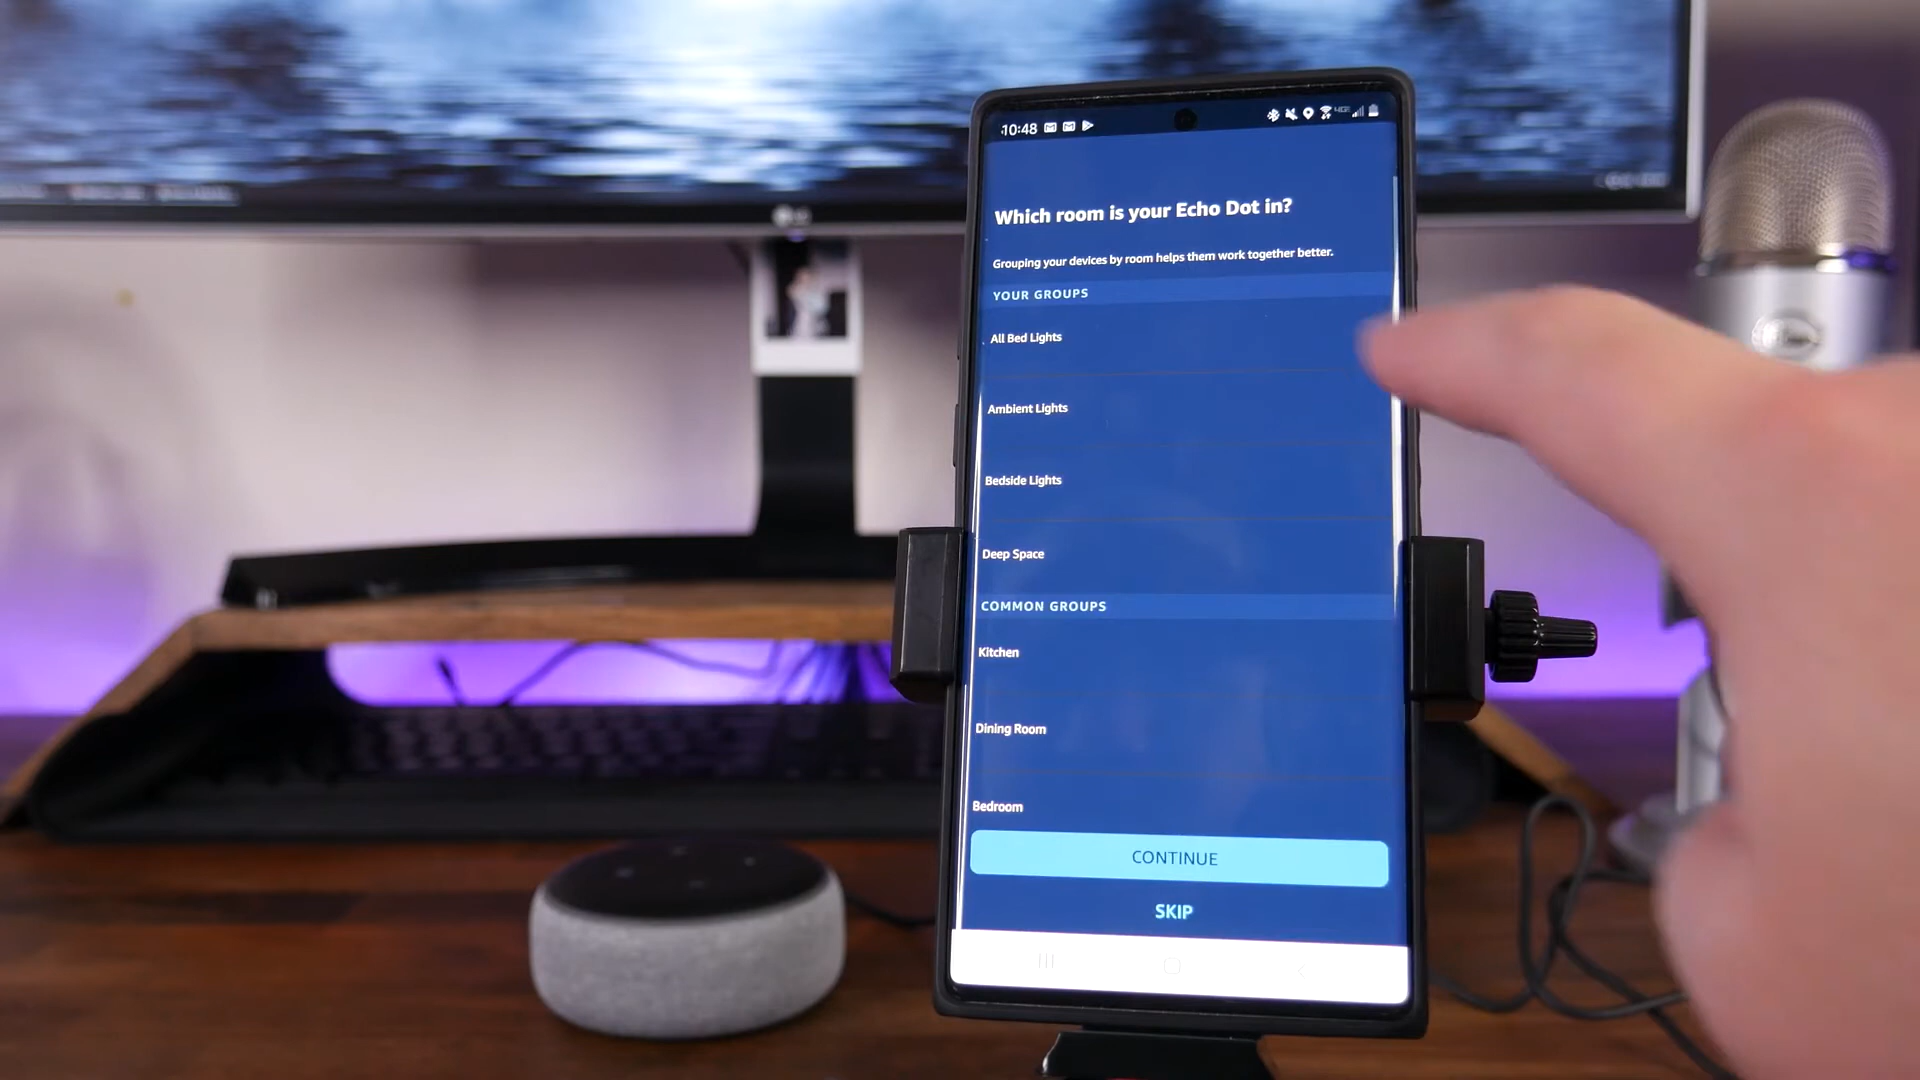 10:48
Which room is your Echo Dot in?
Grouping your devices by room helps them work together better.
YOUR GROUPS
All Bed Lights
Ambient Lights
Bedside Lights
Deep Space
COMMON GROUPS
Kitchen
Dining Room
Bedroom
CONTINUE
SKIP